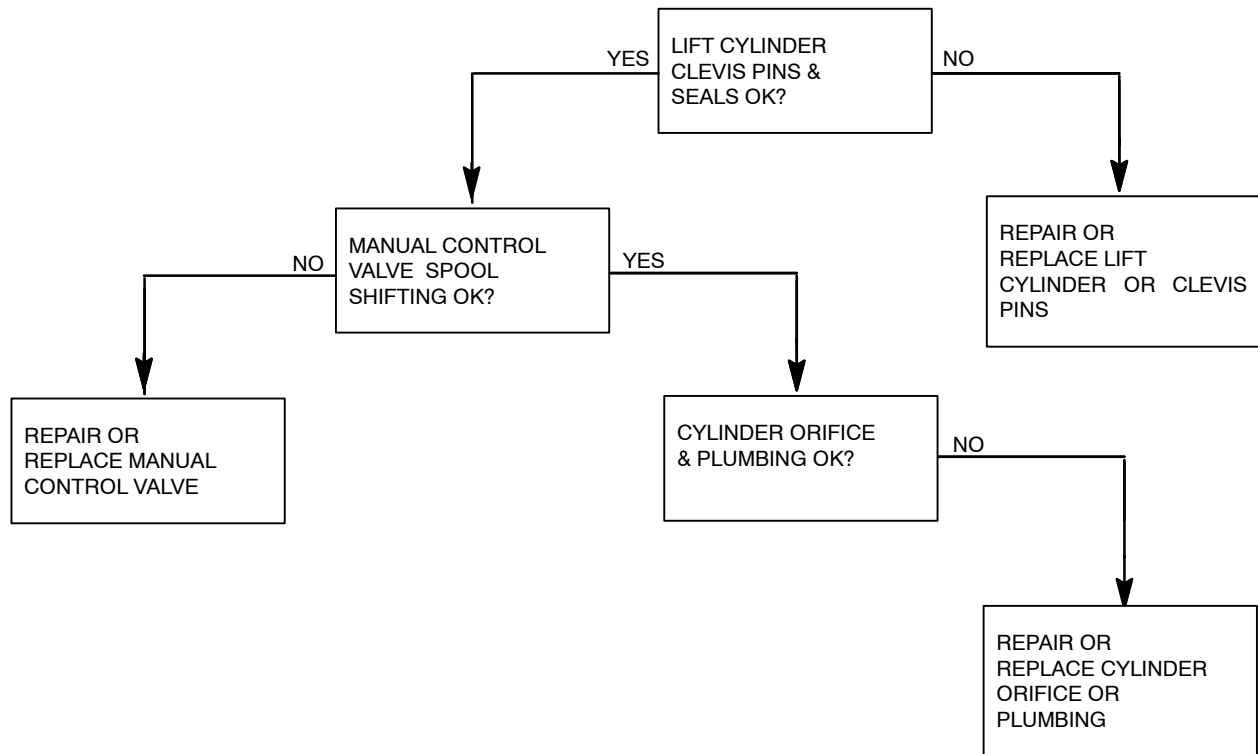 LIFT CYLINDER
CLEVIS PINS &
SEALS OK?
YES
NO
MANUAL CONTROL
VALVE SPOOL
SHIFTING OK?
NO
YES
REPAIR OR
REPLACE LIFT
CYLINDER OR CLEVIS
PINS
REPAIR OR
REPLACE MANUAL
CONTROL VALVE
CYLINDER ORIFICE
& PLUMBING OK?
NO
REPAIR OR
REPLACE CYLINDER
ORIFICE OR
PLUMBING